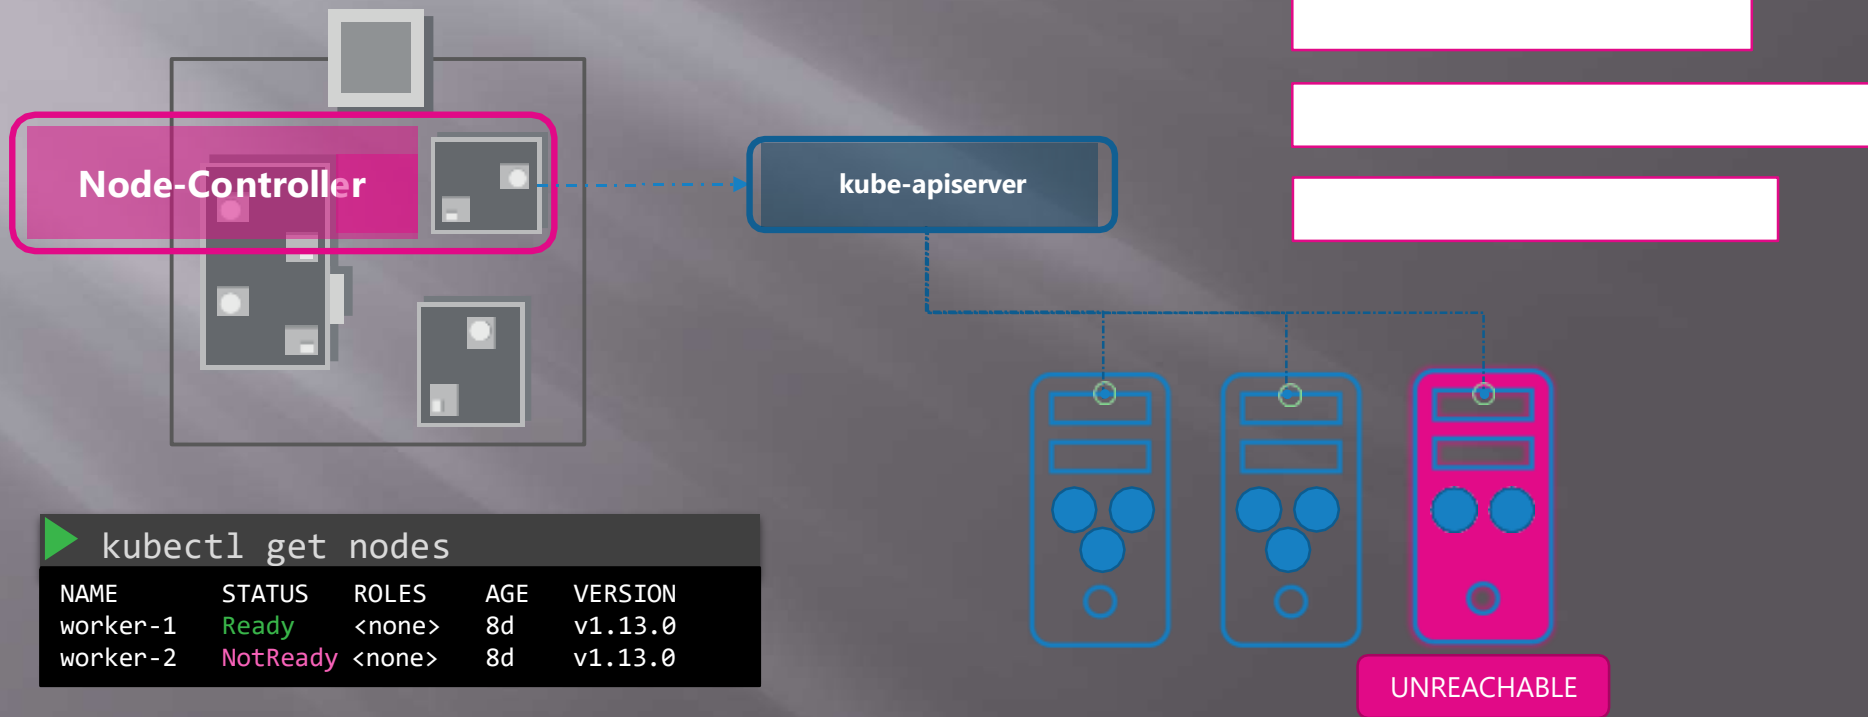 Node-Controller
kube-apiserver
kubectl get nodes
NAME STATUS ROLES AGE VERSION
worker-1 Ready <none> 8d v1.13.0
worker-2 NotReady <none> 8d v1.13.0
UNREACHABLE